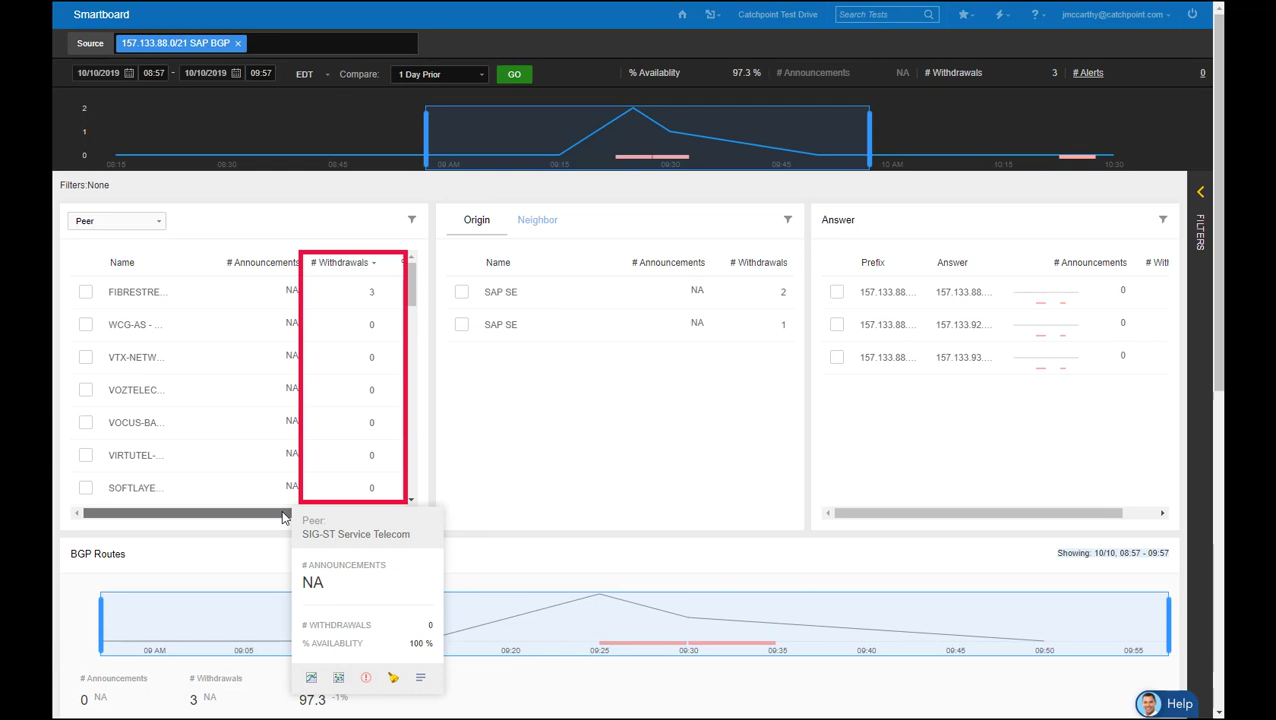 Smartboard
Catchpoint Test Drive
Search Tests
jmccarthy@catchpoint.com
Source
157.133.88.0/21 SAP BGP ×
10/10/2019 08:57 - 10/10/2019 09:57 EDT Compare: 1 Day Prior GO
% Availablity 97.3 % # Announcements NA # Withdrawals 3 # Alerts 0
2
1
0
08:15 08:30 08:45 09 AM 09:15 09:30 09:45 10 AM 10:15 10:30
Filters:None
FILTERS
Peer
Name # Announcements # Withdrawals
FIBRESTRE... NA 3
WCG-AS - ... NA 0
VTX-NETW... NA 0
VOZTELEC... NA 0
VOCUS-BA... NA 0
VIRTUTEL-... NA 0
SOFTLAYE... NA 0
Origin Neighbor
Name # Announcements # Withdrawals
SAP SE NA 2
SAP SE NA 1
Answer
Prefix Answer # Announcements # Witl
157.133.88.... 157.133.88.... 0
157.133.88.... 157.133.92.... 0
157.133.88.... 157.133.93.... 0
Peer:
SIG-ST Service Telecom
# ANNOUNCEMENTS
NA
# WITHDRAWALS 0
% AVAILABLITY 100 %
BGP Routes
Showing: 10/10, 08:57 - 09:57
09 AM 09:05 09:20 09:25 09:30 09:35 09:40 09:45 09:50 09:55
# Announcements # Withdrawals
0 NA 3 NA 97.3 -1%
Help